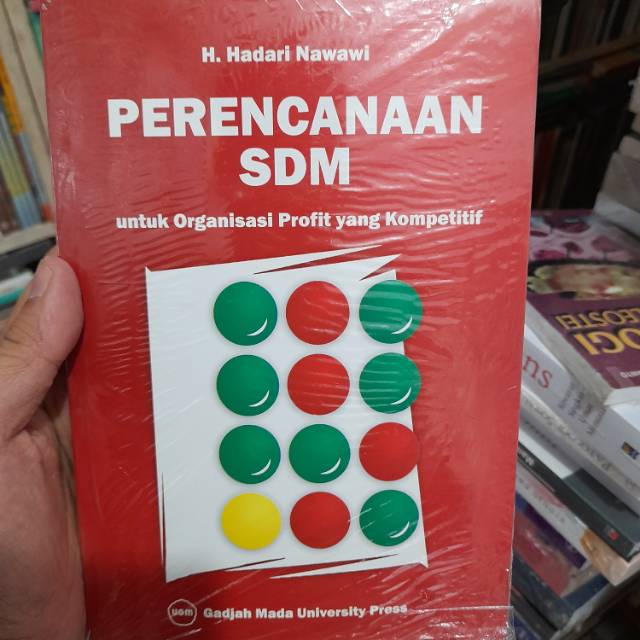 H. Hadari Nawawi
PERENCANAAN
SDM
untuk Organisasi Profit yang Kompetitif
UGM
Gadjah Mada University Press